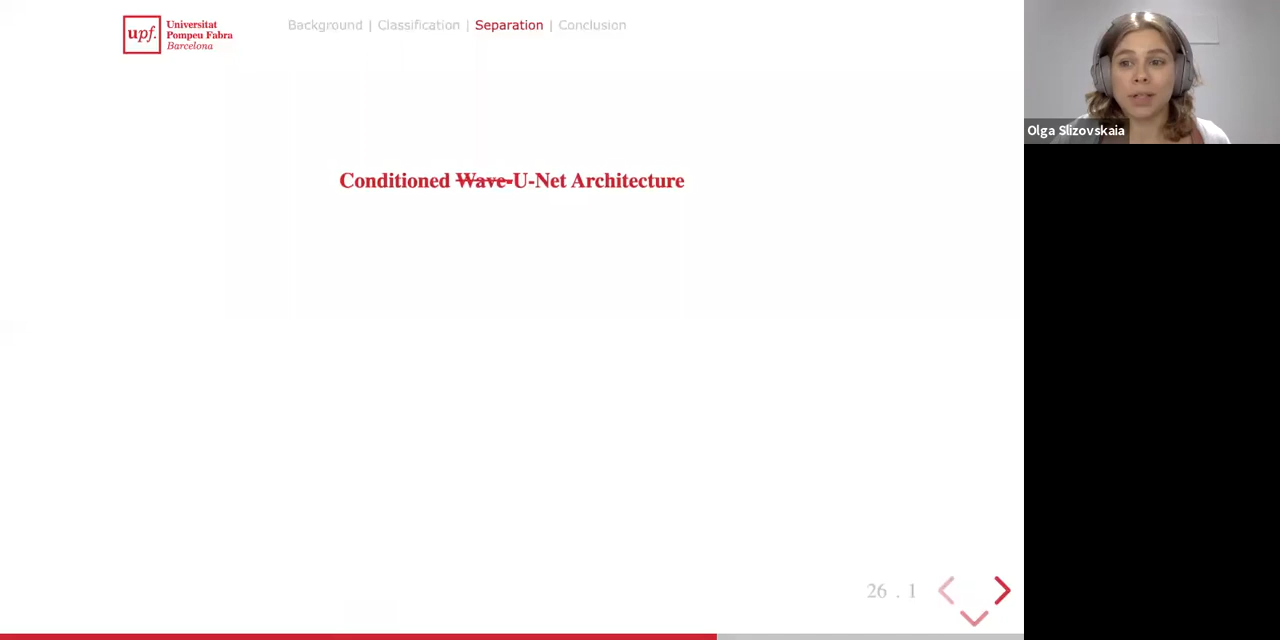 upf. Universitat
Pompeu Fabra
Barcelona
Background | Classification | Separation | Conclusion
Olga Slizovskaia
Conditioned Wave-U-Net Architecture
26 . 1